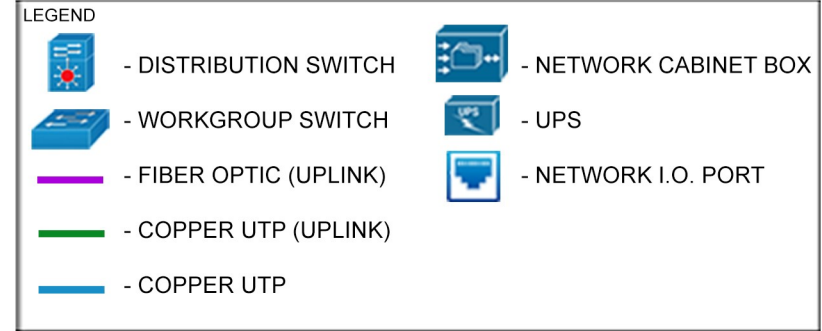 LEGEND
- DISTRIBUTION SWITCH
- WORKGROUP SWITCH
- FIBER OPTIC (UPLINK)
- COPPER UTP (UPLINK)
- COPPER UTP
- NETWORK CABINET BOX
UPS
- UPS
- NETWORK I.O. PORT